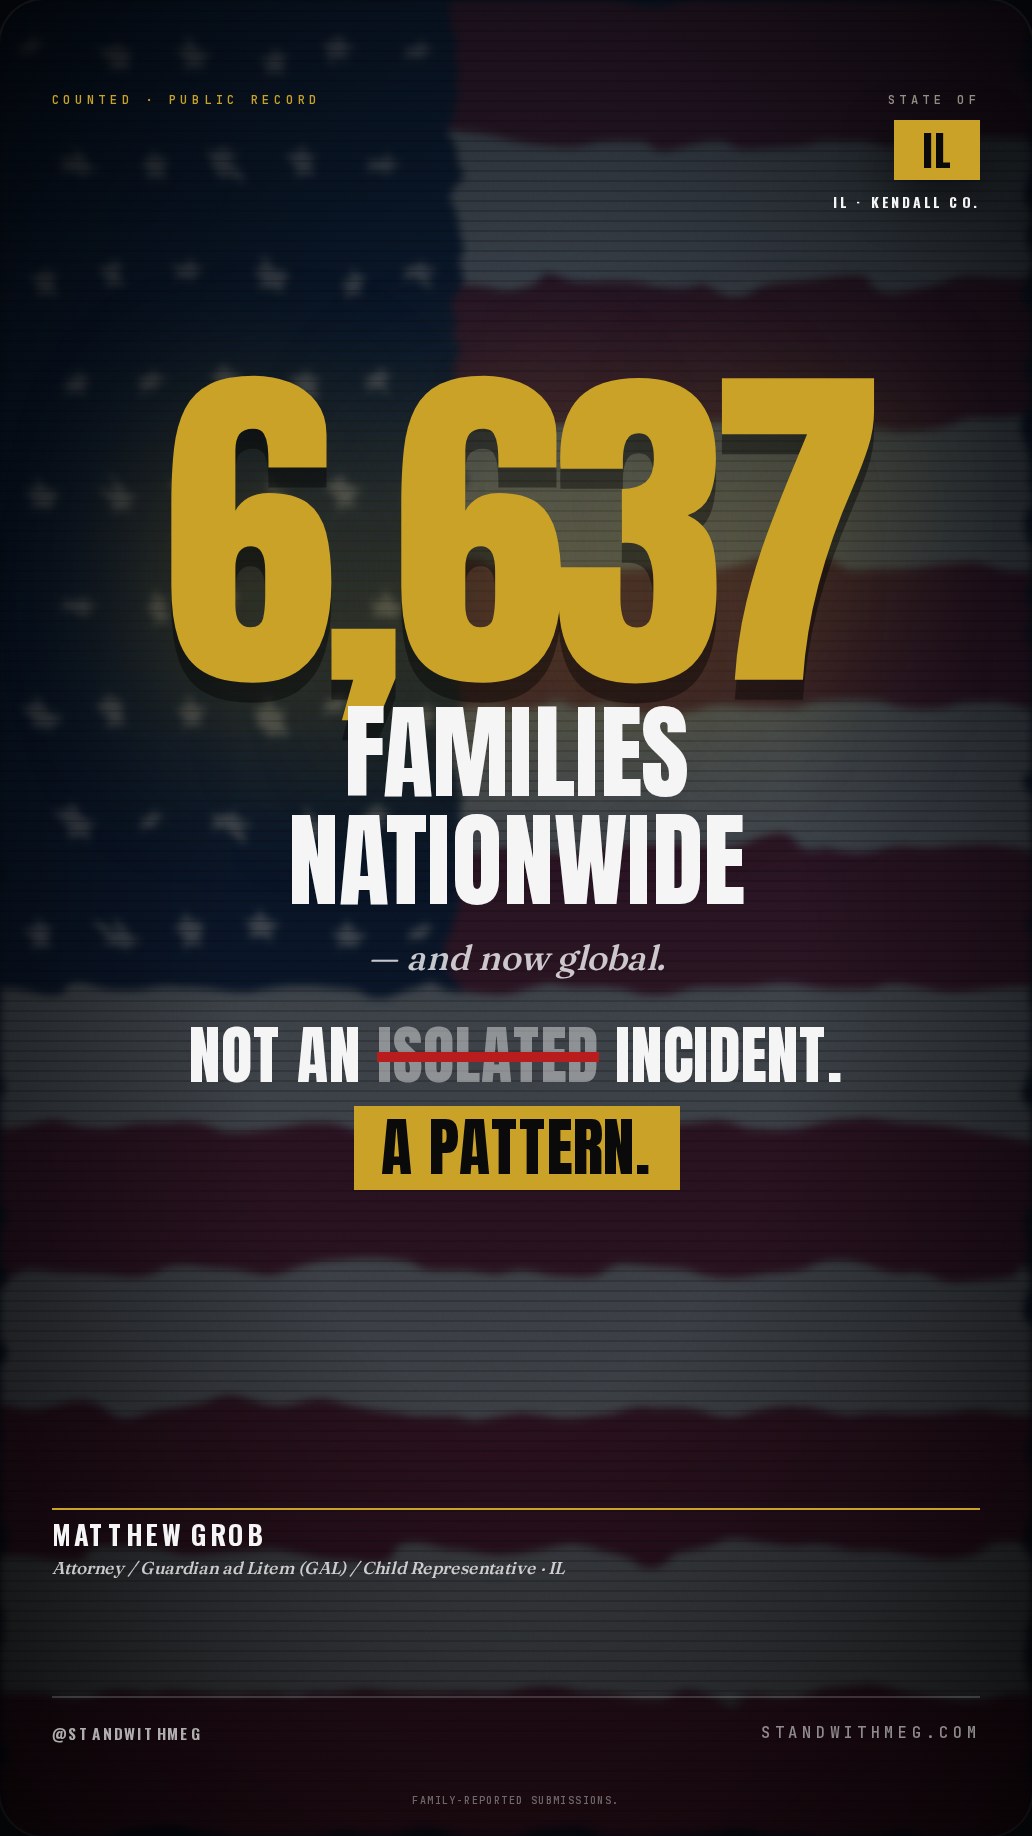 COUNTED · PUBLIC RECORD
STATE OF
IL
IL · KENDALL CO.
6,637
FAMILIES
NATIONWIDE
— and now global.
NOT AN ISOLATED INCIDENT.
A PATTERN.
MATTHEW GROB
Attorney / Guardian ad Litem (GAL) / Child Representative · IL
@STANDWITHMEG
STANDWITHMEG.COM
FAMILY-REPORTED SUBMISSIONS.